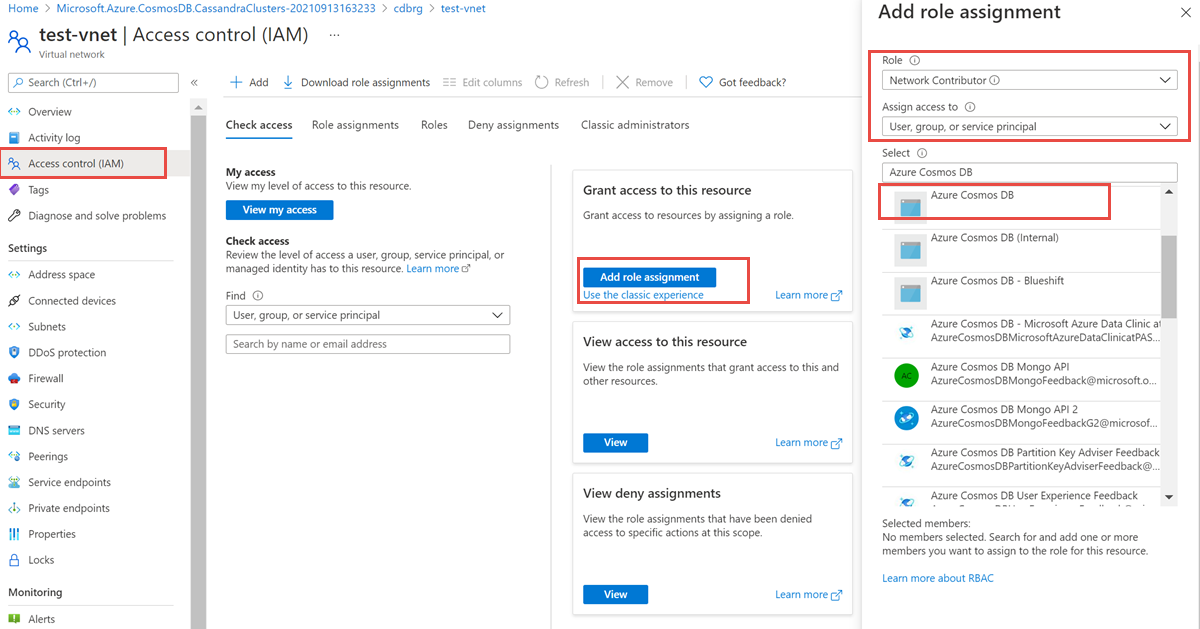 Home > Microsoft.Azure.CosmosDB.CassandraClusters-20210913163233 > cdbrg > test-vnet
test-vnet | Access control (IAM) ...
Virtual network
Search (Ctrl+/)
«
Overview
Activity log
Access control (IAM)
Tags
Diagnose and solve problems
Settings
Address space
Connected devices
Subnets
DDoS protection
Firewall
Security
DNS servers
Peerings
Service endpoints
Private endpoints
Properties
Locks
Monitoring
Alerts
Add Download role assignments Edit columns Refresh Remove Got feedback?
Check access Role assignments Roles Deny assignments Classic administrators
My access
View my level of access to this resource.
View my access
Check access
Review the level of access a user, group, service principal, or
managed identity has to this resource. Learn more
Find
User, group, or service principal
Search by name or email address
Grant access to this resource
Grant access to resources by assigning a role.
Add role assignment
Use the classic experience
Learn more
View access to this resource
View the role assignments that grant access to this and
other resources.
View
Learn more
View deny assignments
View the role assignments that have been denied
access to specific actions at this scope.
View
Learn more
Add role assignment
Role
Network Contributor
Assign access to
User, group, or service principal
Select
Azure Cosmos DB
Azure Cosmos DB
Azure Cosmos DB (Internal)
Azure Cosmos DB - Blueshift
Azure Cosmos DB - Microsoft Azure Data Clinic at
AzureCosmosDBMicrosoftAzureDataClinicatPAS...
AC
Azure Cosmos DB Mongo API
AzureCosmosDBMongoFeedback@microsoft.o...
Azure Cosmos DB Mongo API 2
AzureCosmosDBMongoFeedbackG2@microsof...
Azure Cosmos DB Partition Key Adviser Feedback
AzureCosmosDBPartitionKeyAdviserFeedback@...
Azure Cosmos DB User Experience Feedback
Selected members:
No members selected. Search for and add one or more
members you want to assign to the role for this resource.
Learn more about RBAC